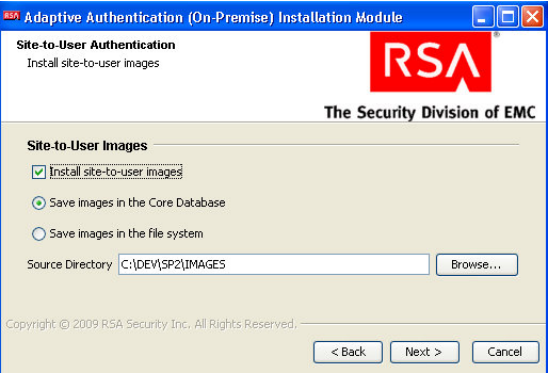 RSA Adaptive Authentication (On-Premise) Installation Module
Site-to-User Authentication
Install site-to-user images
RSA
®
The Security Division of EMC
Site-to-User Images
Install site-to-user images
Save images in the Core Database
Save images in the file system
Source Directory C:\DEV\SP2\IMAGES Browse...
Copyright © 2009 RSA Security Inc. All Rights Reserved.
< Back Next > Cancel